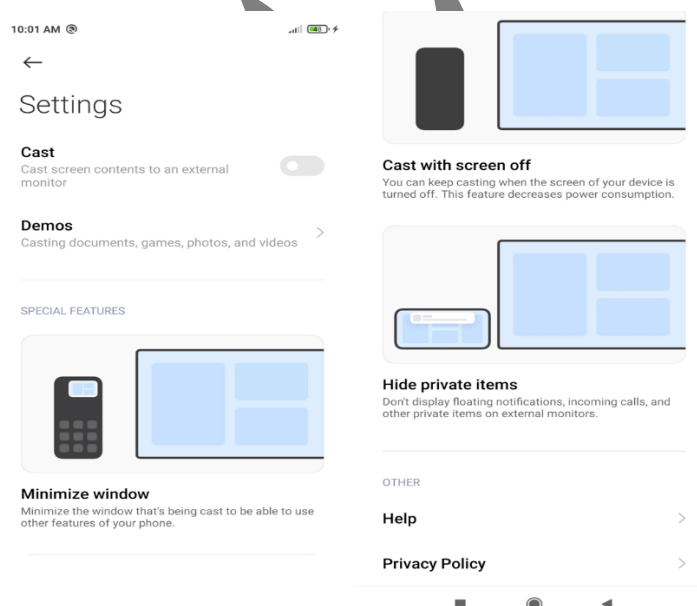 10:01 AM
Settings
Cast
Cast screen contents to an external
monitor
Demos
Casting documents, games, photos, and videos
SPECIAL FEATURES
Minimize window
Minimize the window that's being cast to be able to use
other features of your phone.
Cast with screen off
You can keep casting when the screen of your device is
turned off. This feature decreases power consumption.
Hide private items
Don't display floating notifications, incoming calls, and
other private items on external monitors.
OTHER
Help
Privacy Policy